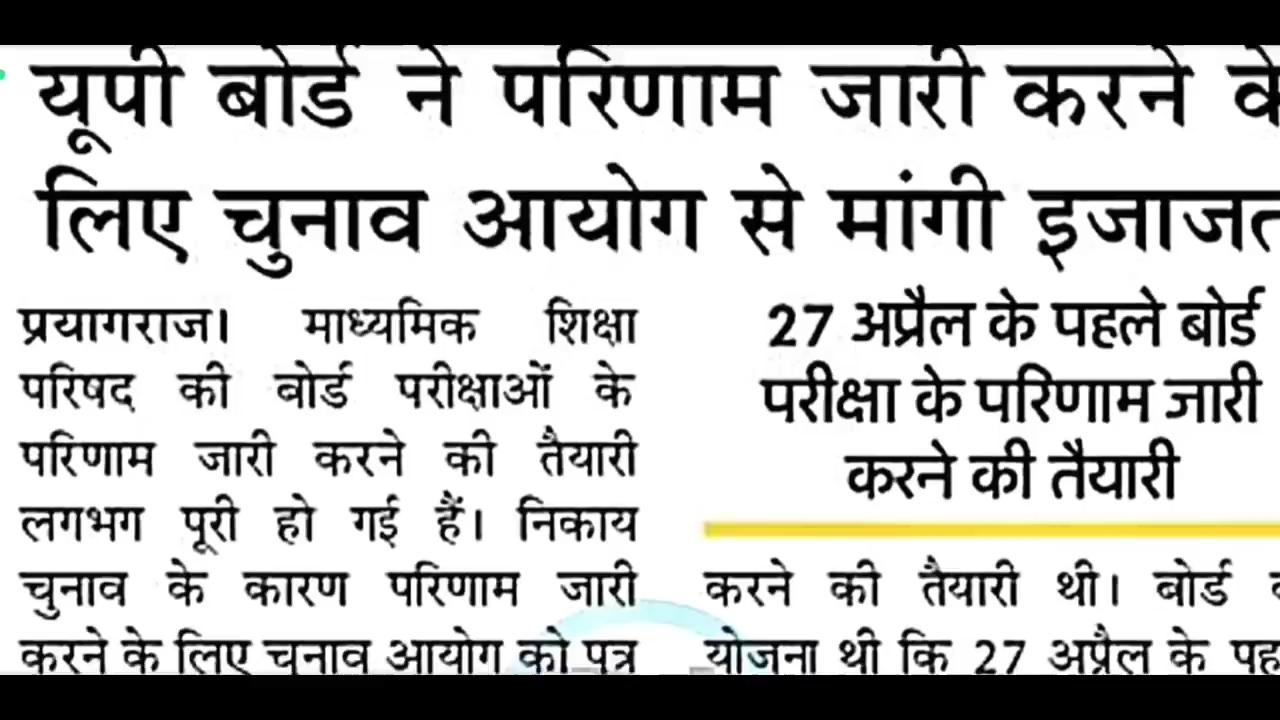 यूपी बोर्ड ने परिणाम जारी करने के
लिए चुनाव आयोग से मांगी इजाजत
प्रयागराज। माध्यमिक शिक्षा
परिषद की बोर्ड परीक्षाओं के
परिणाम जारी करने की तैयारी
लगभग पूरी हो गई हैं। निकाय
चुनाव के कारण परिणाम जारी
करने के लिए चुनाव आयोग को पत्र
27 अप्रैल के पहले बोर्ड
परीक्षा के परिणाम जारी
करने की तैयारी
करने की तैयारी थी। बोर्ड
योजना थी कि 27 अप्रैल के